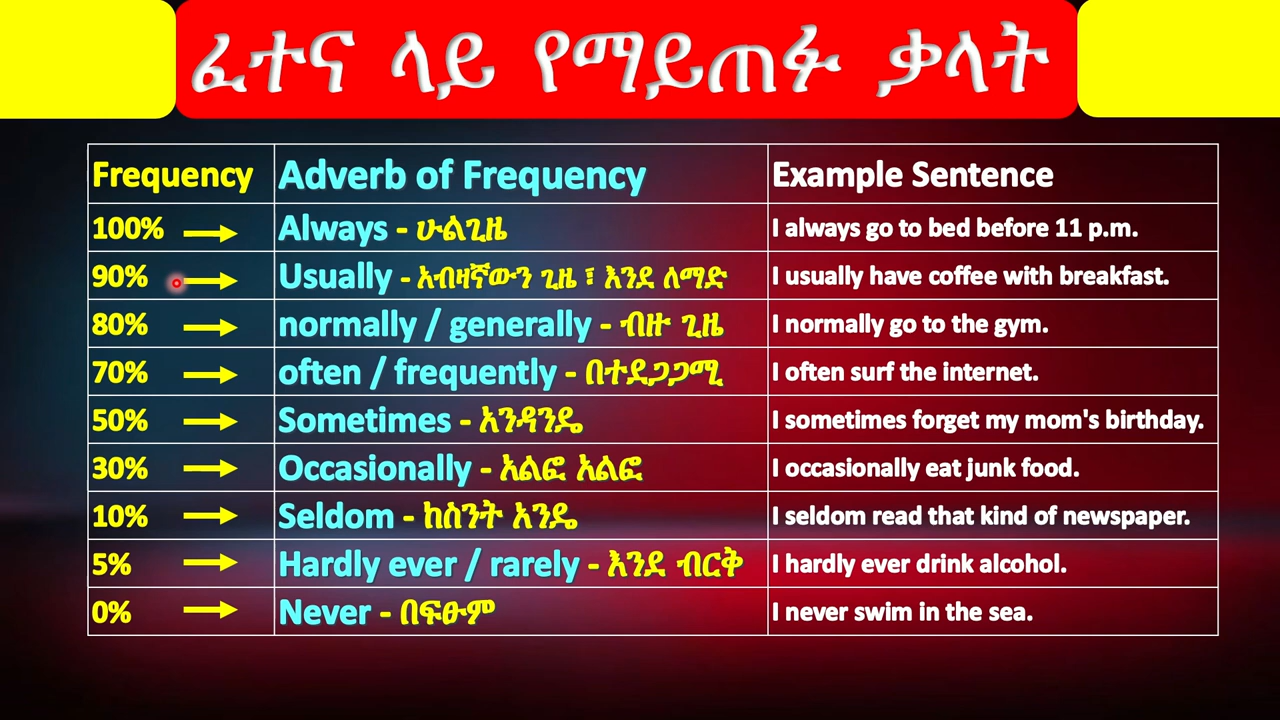 ፈተና ላይ የማይጠፉ ቃላት
Frequency Adverb of Frequency Example Sentence
100% Always - ሁልጊዜ I always go to bed before 11 p.m.
90% Usually - አብዛኛውን ጊዜ ፣ እንደ ለማድ I usually have coffee with breakfast.
80% normally / generally - ብዙ ጊዜ I normally go to the gym.
70% often / frequently - በተደጋጋሚ I often surf the internet.
50% Sometimes - አንዳንዴ I sometimes forget my mom's birthday.
30% Occasionally - አልፎ አልፎ I occasionally eat junk food.
10% Seldom - ከስንት አንዴ I seldom read that kind of newspaper.
5% Hardly ever / rarely - እንደ ብርቅ I hardly ever drink alcohol.
0% Never - በፍፁም I never swim in the sea.